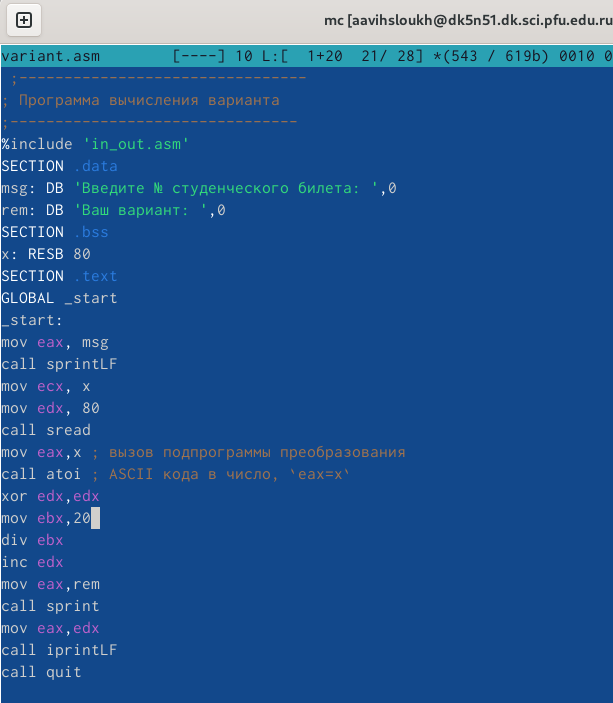 mc [aavihsloukh@dk5n51.dk.sci.pfu.edu.ru
variant.asm        [----] 10 L:[  1+20  21/ 28] *(543 / 619b) 0010 0
 ;--------------------------------
; Программа вычисления варианта
;--------------------------------
%include 'in_out.asm'
SECTION .data
msg: DB 'Введите № студенческого билета: ',0
rem: DB 'Ваш вариант: ',0
SECTION .bss
x: RESB 80
SECTION .text
GLOBAL _start
_start:
mov eax, msg
call sprintLF
mov ecx, x
mov edx, 80
call sread
mov eax,x ; вызов подпрограммы преобразования
call atoi ; ASCII кода в число, `eax=x`
xor edx,edx
mov ebx,20
div ebx
inc edx
mov eax,rem
call sprint
mov eax,edx
call iprintLF
call quit